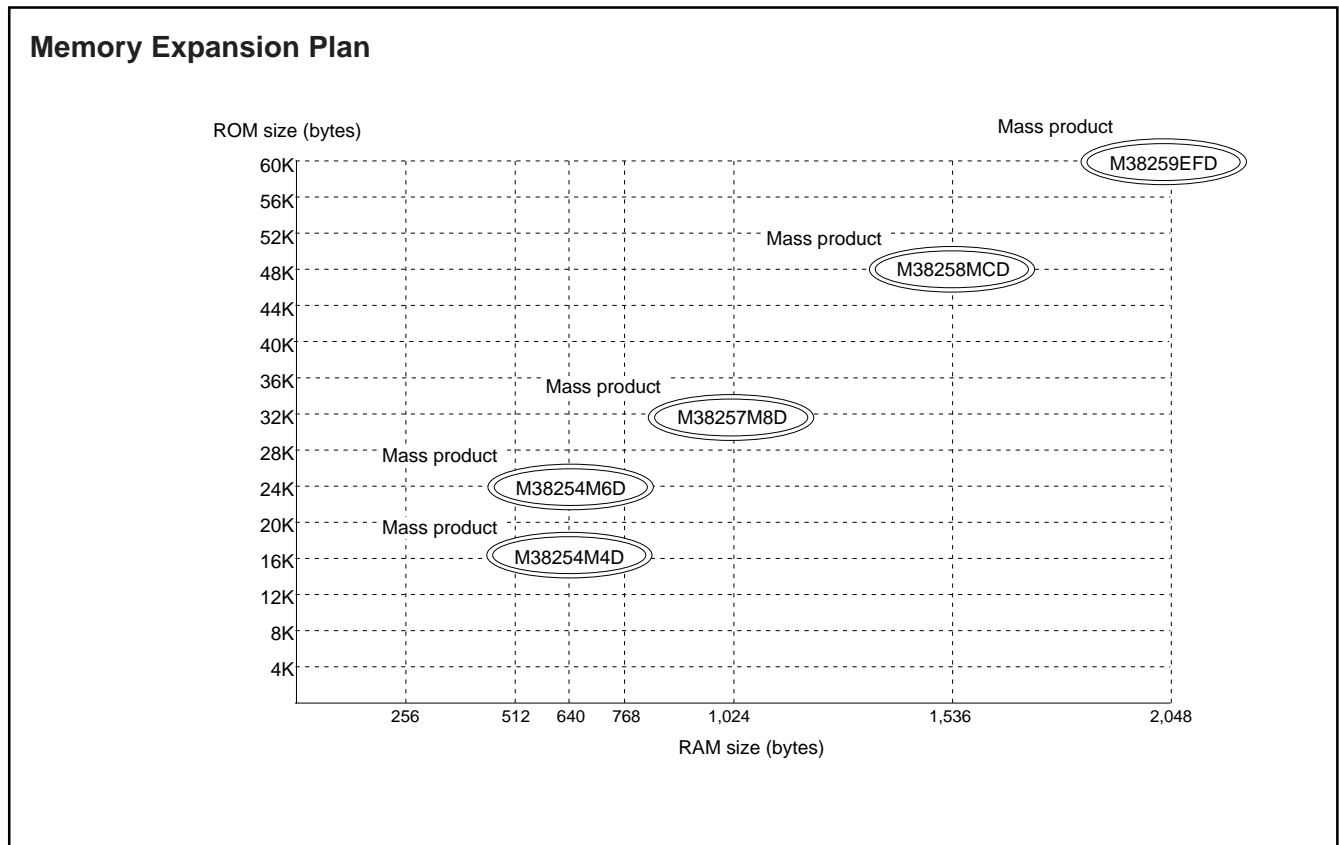 Memory Expansion Plan
ROM size (bytes)
Mass product
60K
M38259EFD
56K
52K
Mass product
48K
M38258MCD
44K
40K
36K
Mass product
32K
M38257M8D
28K
Mass product
24K
M38254M6D
20K
Mass product
16K
M38254M4D
12K
8K
4K
256 512 640 768 1,024 1,536 2,048
RAM size (bytes)